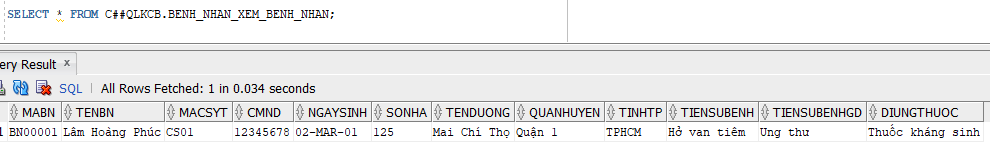 SELECT * FROM C##QLKCB.BENH_NHAN_XEM_BENH_NHAN;
ery Result x
SQL | All Rows Fetched: 1 in 0.034 seconds
MABN TENBN MACSYT CMND NGAYSINH SONHA TENDUONG QUANHUYEN TINHTP TIENSUBENH TIENSUBENHGD DIUNGTHUOC
1 BN00001 Lâm Hoàng Phúc CS01 12345678 02-MAR-01 125 Mai Chí Thọ Quận 1 TPHCM Hở van tiêm Ung thư Thuốc kháng sinh